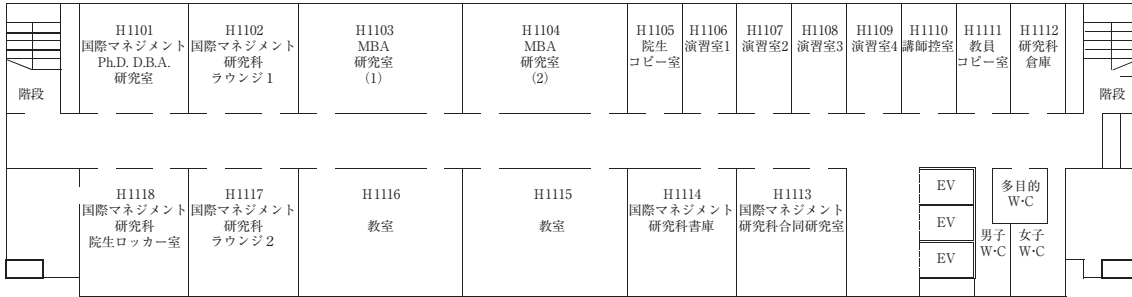 H1101
国際マネジメント
Ph.D. D.B.A.
研究室
H1102
国際マネジメント
研究科
ラウンジ1
H1103
MBA
研究室
(1)
H1104
MBA
研究室
(2)
H1105
院生
コピー室
H1106
演習室1
H1107
演習室2
H1108
演習室3
H1109
演習室4
H1110
講師控室
H1111
教員
コピー室
H1112
研究科
倉庫
階段
階段
H1118
国際マネジメント
研究科
院生ロッカー室
H1117
国際マネジメント
研究科
ラウンジ2
H1116
教室
H1115
教室
H1114
国際マネジメント
研究科書庫
H1113
国際マネジメント
研究科合同研究室
EV
EV
EV
多目的
W·C
男子
W·C
女子
W·C